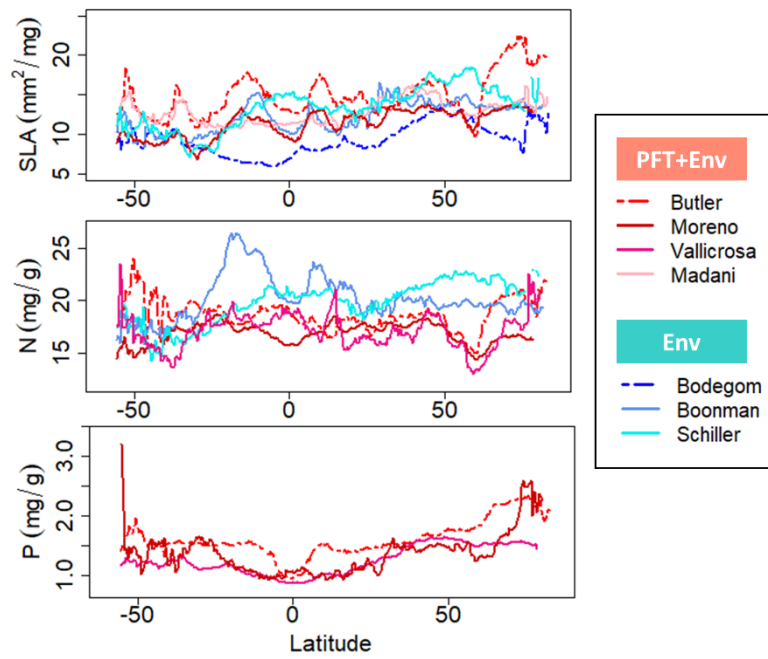 SLA (mm²/mg)
20
10
5
-50
0
50
N (mg/g)
25
20
15
-50
0
50
P (mg/g)
3.0
2.0
1.0
-50
0
50
Latitude
PFT+Env
Butler
Moreno
Vallicrosa
Madani
Env
Bodegom
Boonman
Schiller